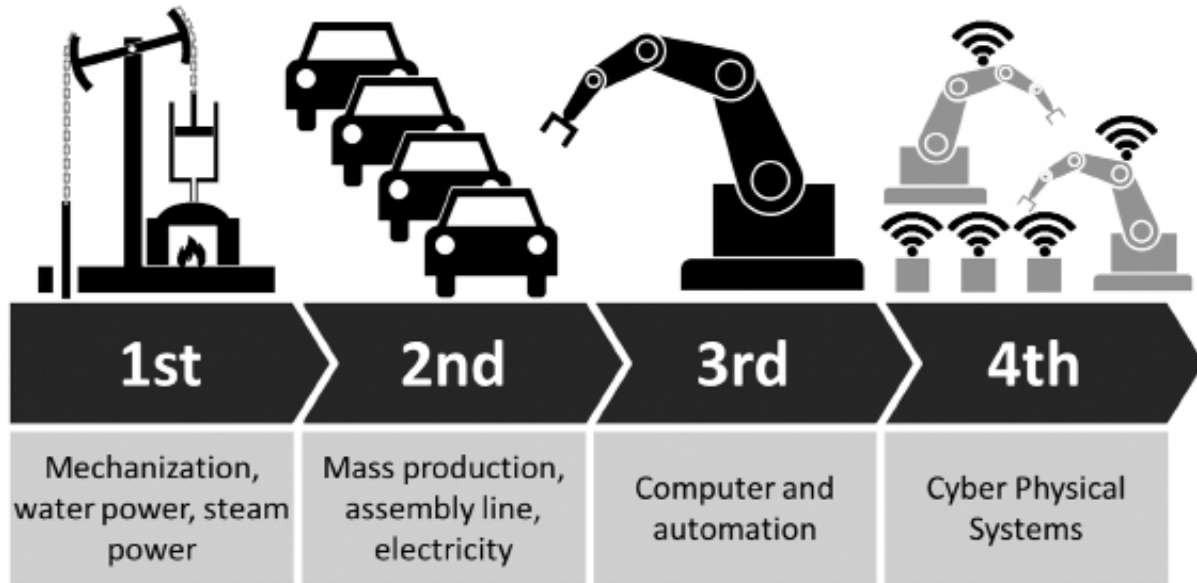 1st
2nd
3rd
4th
Mechanization,
water power, steam
power
Mass production,
assembly line,
electricity
Computer and
automation
Cyber Physical
Systems